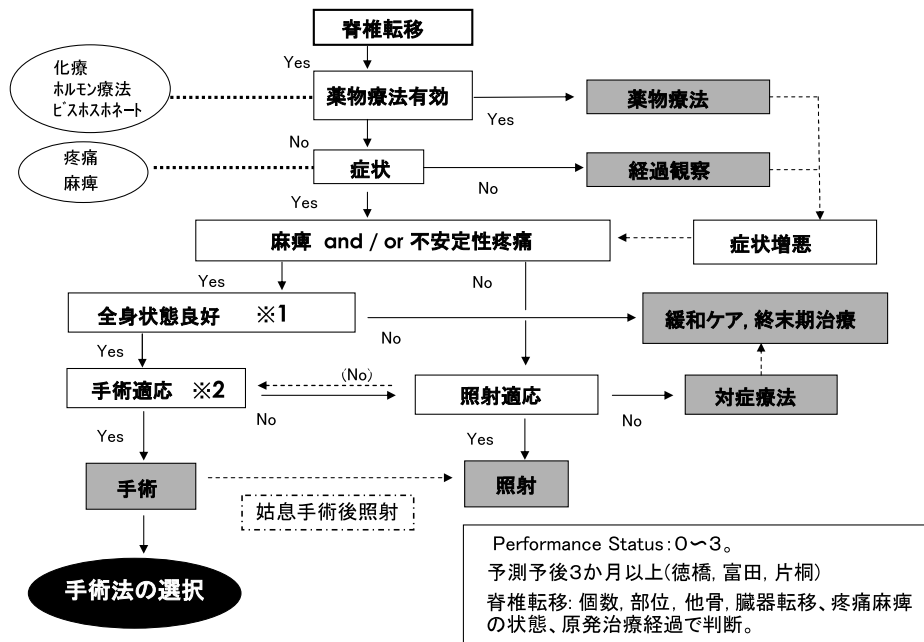 脊椎転移
Yes
化療
ホルモン療法
ビスホスホネート
薬物療法有効
Yes
薬物療法
No
疼痛
麻痺
症状
No
経過観察
Yes
麻痺 and / or 不安定性疼痛
症状増悪
Yes
No
全身状態良好 ※1
No
緩和ケア, 終末期治療
Yes
(No)
手術適応 ※2
No
照射適応
No
対症療法
Yes
Yes
手術
照射
姑息手術後照射
手術法の選択
Performance Status：0～3。
予測予後3か月以上(徳橋, 富田, 片桐)
脊椎転移: 個数, 部位, 他骨, 臓器転移、疼痛麻痺
の状態、原発治療経過で判断。